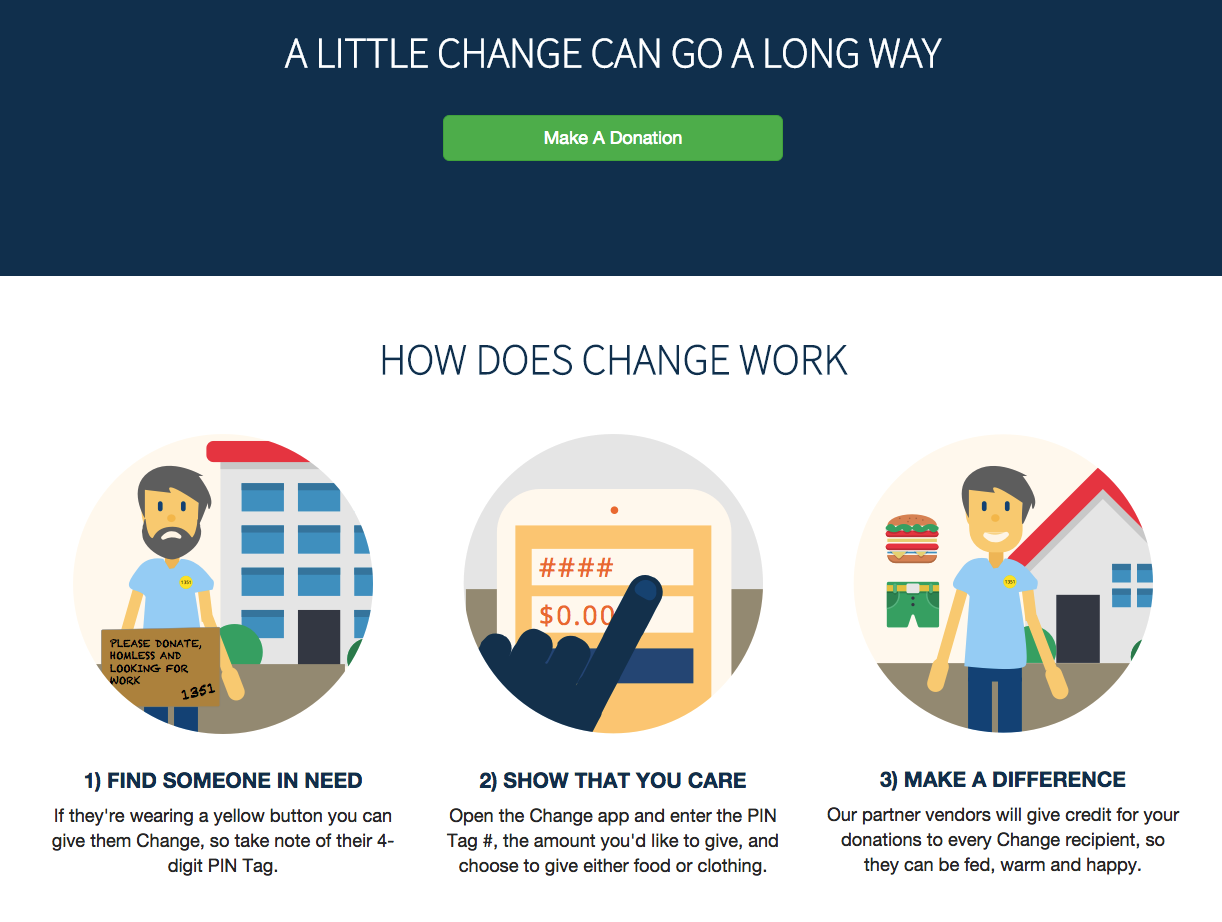 A LITTLE CHANGE CAN GO A LONG WAY
Make A Donation
HOW DOES CHANGE WORK
1351
PLEASE DONATE,
HOMLESS AND
LOOKING FOR
WORK
1351
####
$0.00
1351
1) FIND SOMEONE IN NEED
If they're wearing a yellow button you can
give them Change, so take note of their 4-
digit PIN Tag.
2) SHOW THAT YOU CARE
Open the Change app and enter the PIN
Tag #, the amount you'd like to give, and
choose to give either food or clothing.
3) MAKE A DIFFERENCE
Our partner vendors will give credit for your
donations to every Change recipient, so
they can be fed, warm and happy.